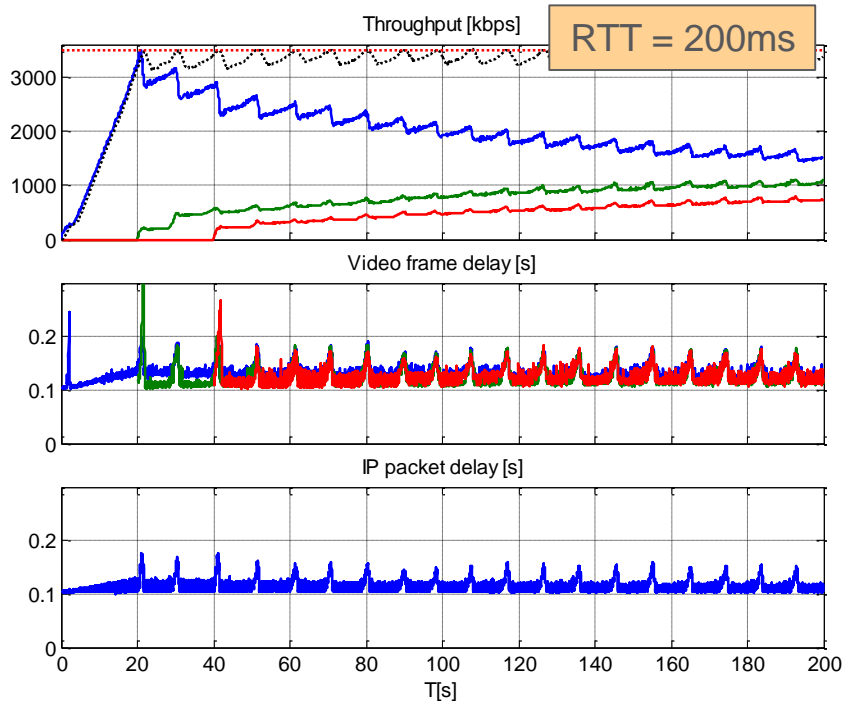 Throughput [kbps]
RTT = 200ms
3000
2000
1000
0
Video frame delay [s]
0.2
0.1
0
IP packet delay [s]
0.2
0.1
0
0 20 40 60 80 100 120 140 160 180 200
T[s]